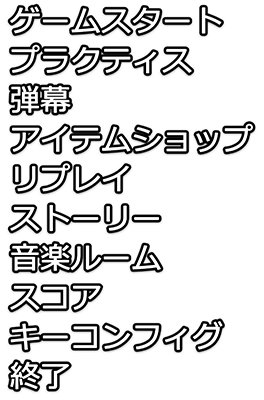 ゲームスタート
プラクティス
弾幕
アイテムショップ
リプレイ
ストーリー
音楽ルーム
スコア
キーコンフィグ
終了